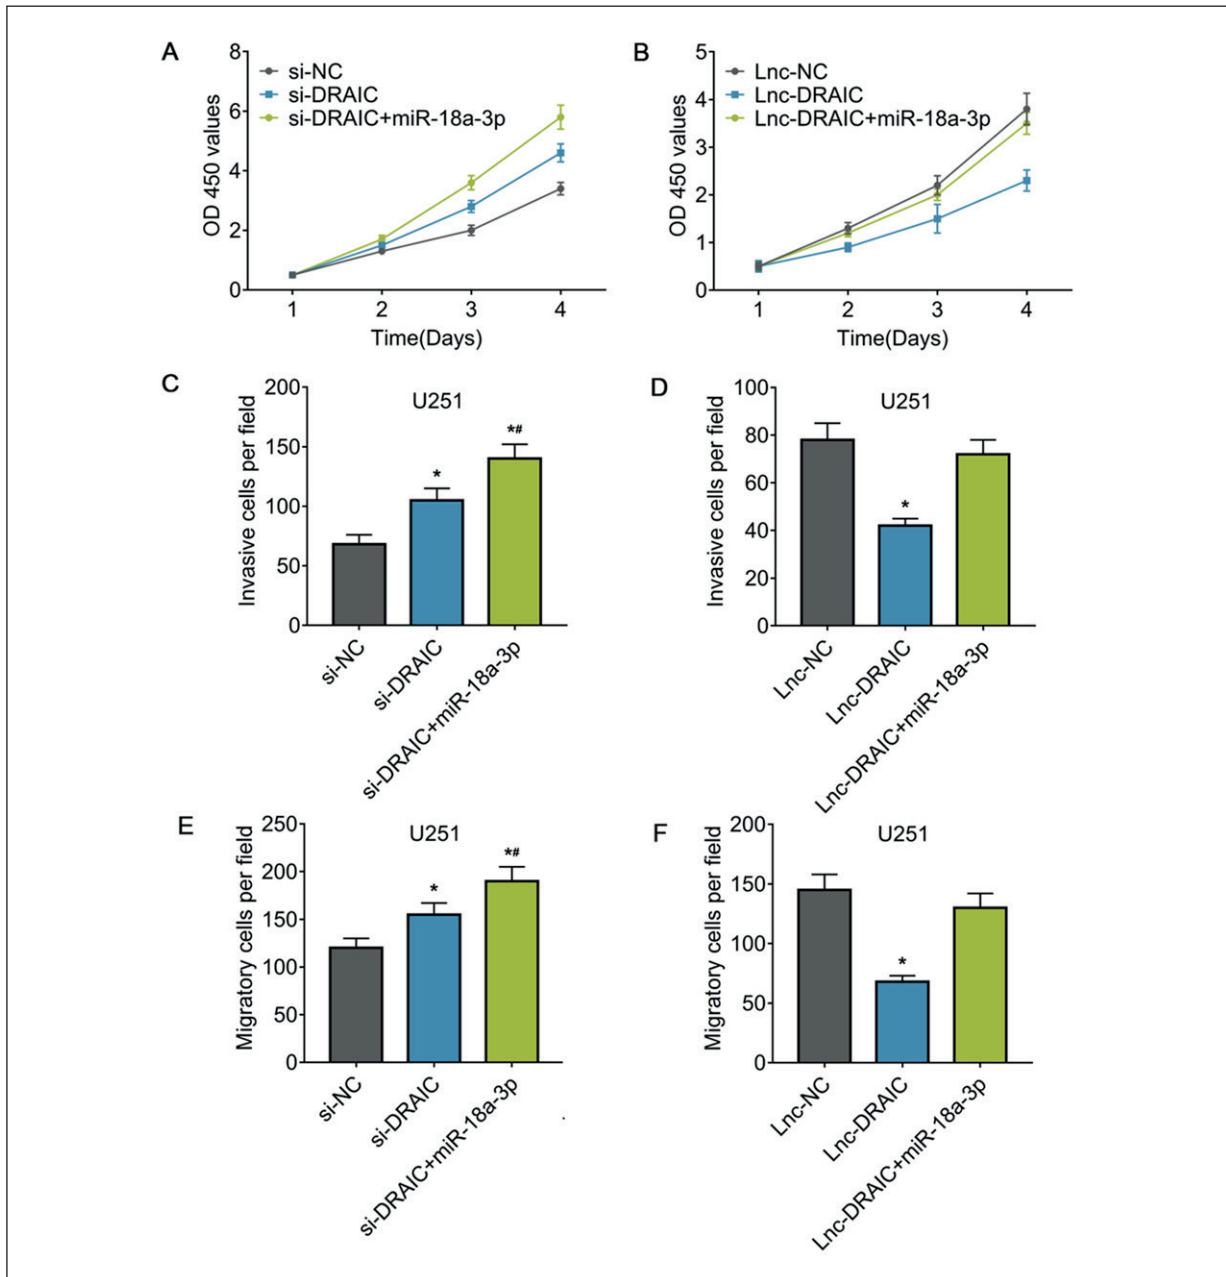 A
8
6
4
2
0
OD 450 values
si-NC
si-DRAIC
si-DRAIC+miR-18a-3p
1 2 3 4
Time(Days)
B
5
4
3
2
1
0
OD 450 values
Lnc-NC
Lnc-DRAIC
Lnc-DRAIC+miR-18a-3p
1 2 3 4
Time(Days)
C
U251
200
150
100
50
0
Invasive cells per field
*
*#
si-NC
si-DRAIC
si-DRAIC+miR-18a-3p
D
U251
100
80
60
40
20
0
Invasive cells per field
*
Lnc-NC
Lnc-DRAIC
Lnc-DRAIC+miR-18a-3p
E
U251
250
200
150
100
50
0
Migratory cells per field
*
*#
si-NC
si-DRAIC
si-DRAIC+miR-18a-3p
F
U251
200
150
100
50
0
Migratory cells per field
*
Lnc-NC
Lnc-DRAIC
Lnc-DRAIC+miR-18a-3p